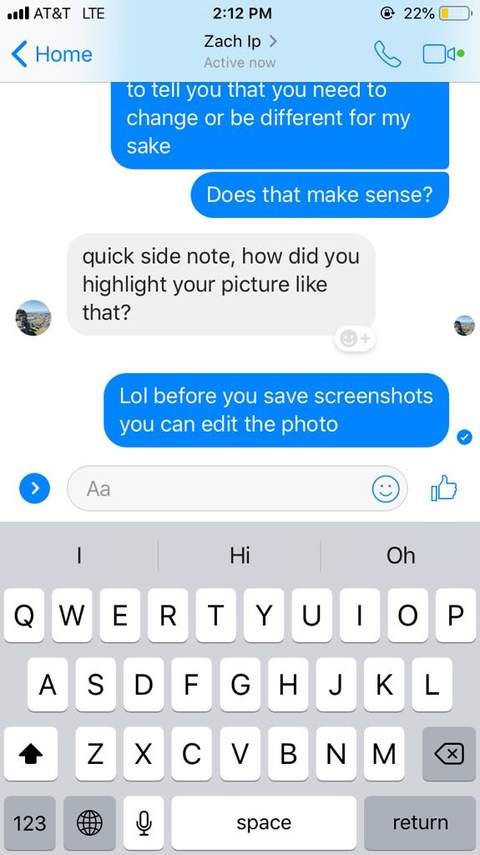 AT&T LTE 2:12 PM 22%
Home Zach Ip
Active now
to tell you that you need to
change or be different for my
sake
Does that make sense?
quick side note, how did you
highlight your picture like
that?
Lol before you save screenshots
you can edit the photo
Aa
I Hi Oh
Q W E R T Y U I O P
A S D F G H J K L
Z X C V B N M
123 space return